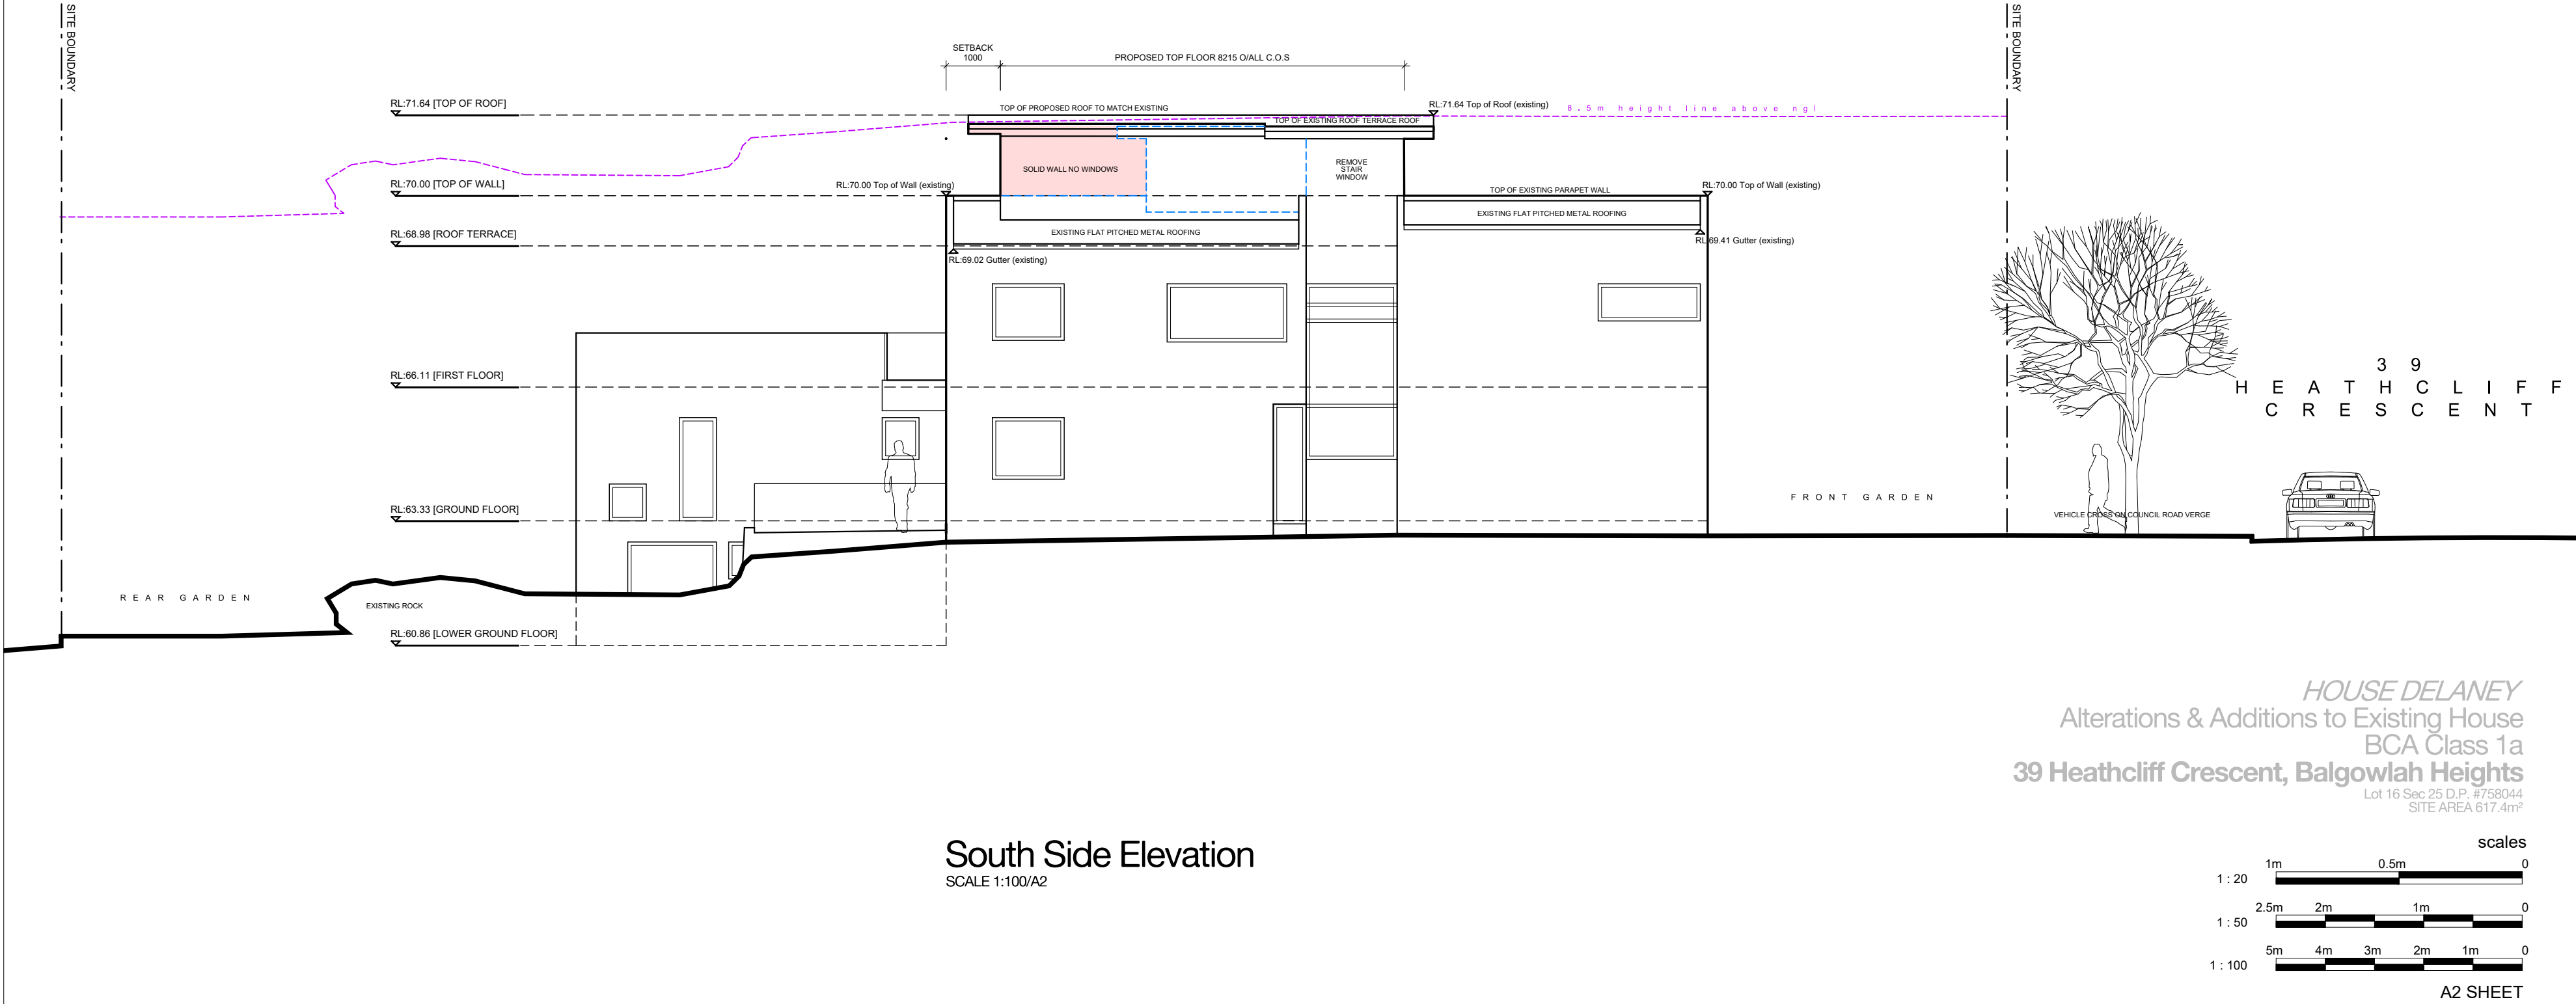 SITE BOUNDARY
SITE BOUNDARY
SETBACK
1000
PROPOSED TOP FLOOR 8215 O/ALL C.O.S
RL:71.64 [TOP OF ROOF]
TOP OF PROPOSED ROOF TO MATCH EXISTING
RL:71.64 Top of Roof (existing)
8.5m height line above ngl
TOP OF EXISTING ROOF TERRACE ROOF
SOLID WALL NO WINDOWS
REMOVE
STAIR
WINDOW
RL:70.00 [TOP OF WALL]
RL:70.00 Top of Wall (existing)
TOP OF EXISTING PARAPET WALL
RL:70.00 Top of Wall (existing)
EXISTING FLAT PITCHED METAL ROOFING
RL:68.98 [ROOF TERRACE]
EXISTING FLAT PITCHED METAL ROOFING
RL:69.41 Gutter (existing)
RL:69.02 Gutter (existing)
RL:66.11 [FIRST FLOOR]
39
HEATHCLIFF
CRESCENT
FRONT GARDEN
RL:63.33 [GROUND FLOOR]
VEHICLE CROSS ON COUNCIL ROAD VERGE
REAR GARDEN
EXISTING ROCK
RL:60.86 [LOWER GROUND FLOOR]
HOUSE DELANEY
Alterations & Additions to Existing House
BCA Class 1a
39 Heathcliff Crescent, Balgowlah Heights
Lot 16 Sec 25 D.P. #758044
SITE AREA 617.4m²
South Side Elevation
SCALE 1:100/A2
scales
1m 0.5m 0
1 : 20
2.5m 2m 1m 0
1 : 50
5m 4m 3m 2m 1m 0
1 : 100
A2 SHEET